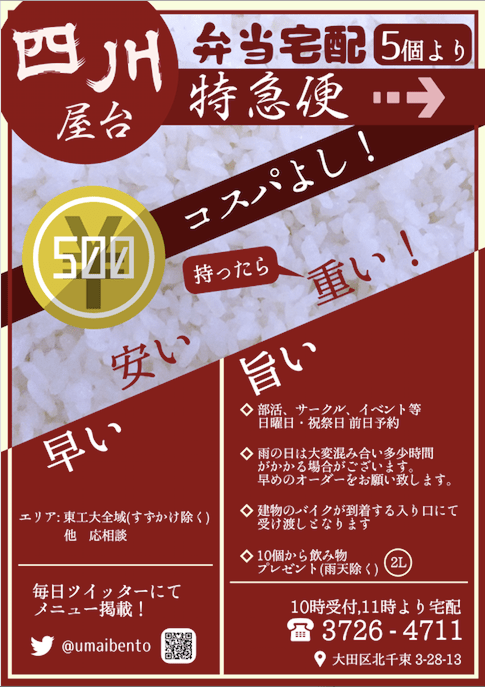 四川
屋台
弁当宅配 5個より
特急便
コスパよし！
500
持ったら
重い！
安い
旨い
早い
部活、サークル、イベント等
日曜日・祝祭日 前日予約
雨の日は大変混み合い多少時間
がかかる場合がございます。
早めのオーダーをお願い致します。
建物のバイクが到着する入り口にて
受け渡しとなります
10個から飲み物
プレゼント(雨天除く) 2L
エリア: 東工大全域(すずかけ除く)
他 応相談
毎日ツイッターにて
メニュー掲載！
@umaibento
10時受付,11時より宅配
3726 - 4711
大田区北千束 3-28-13